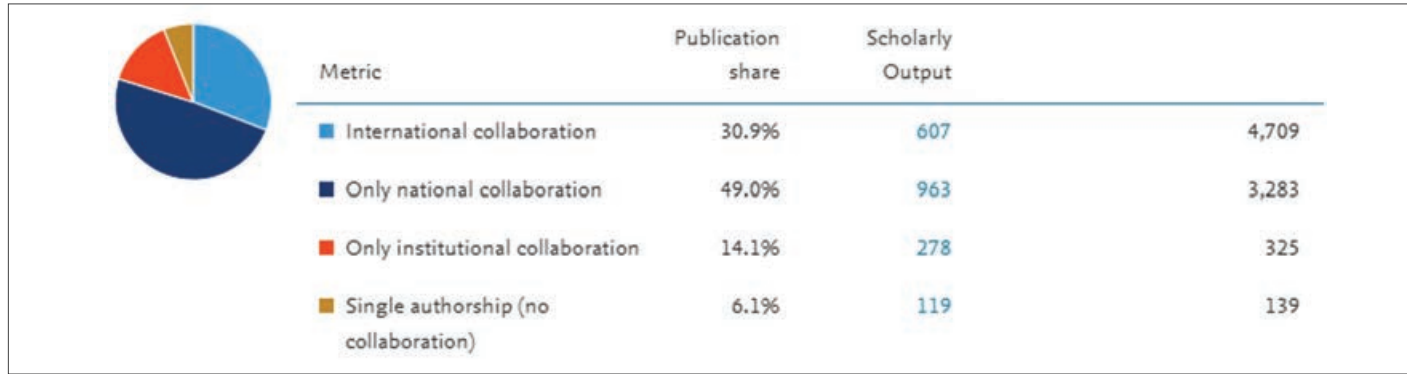 Metric Publication share Scholarly Output
International collaboration 30.9% 607 4,709
Only national collaboration 49.0% 963 3,283
Only institutional collaboration 14.1% 278 325
Single authorship (no collaboration) 6.1% 119 139